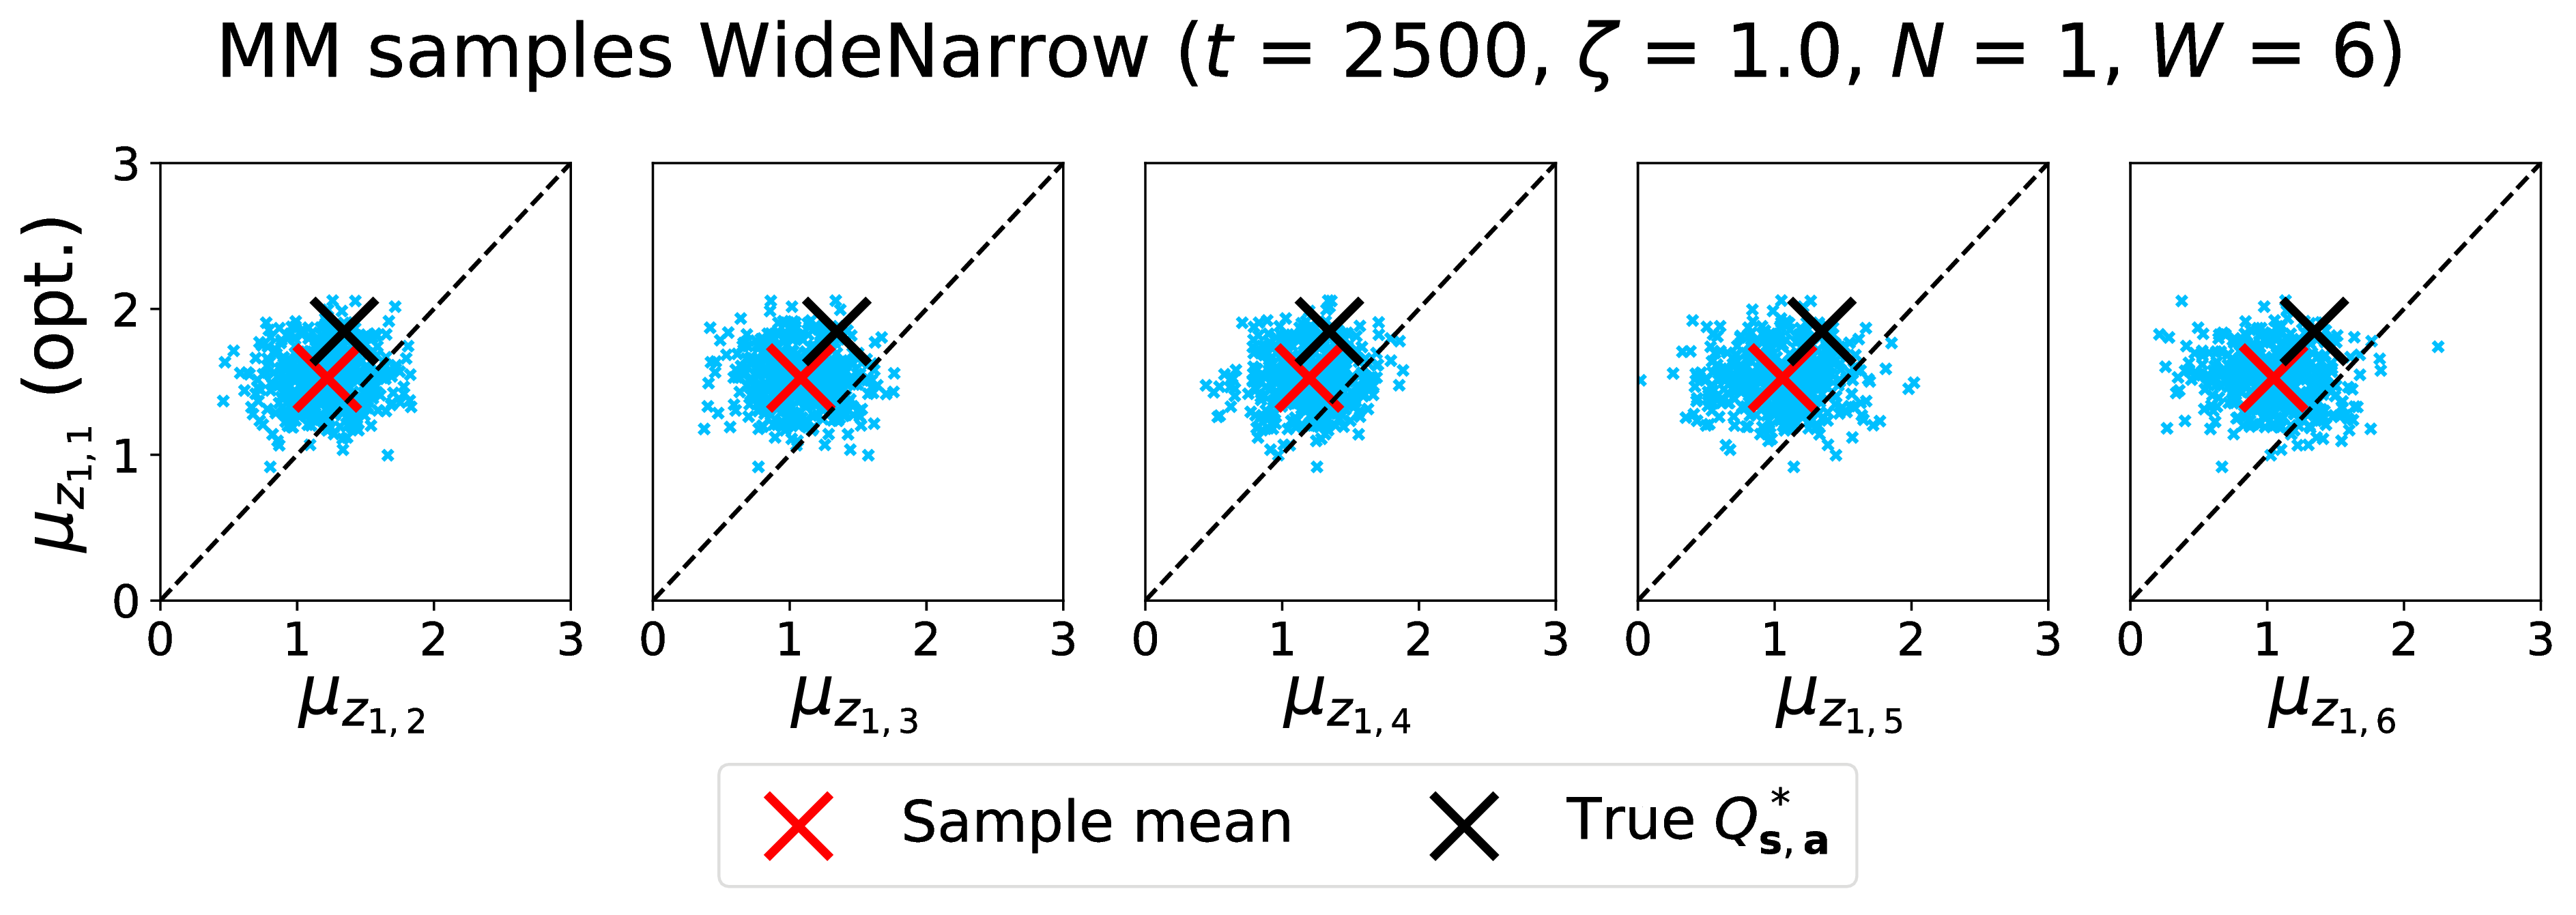 MM samples WideNarrow (t = 2500, ζ = 1.0, N = 1, W = 6)
μz1,1 (opt.)
3
2
1
0
0 1 2 3 0 1 2 3 0 1 2 3 0 1 2 3 0 1 2 3
μz1,2 μz1,3 μz1,4 μz1,5 μz1,6
Sample mean True Q*s,a